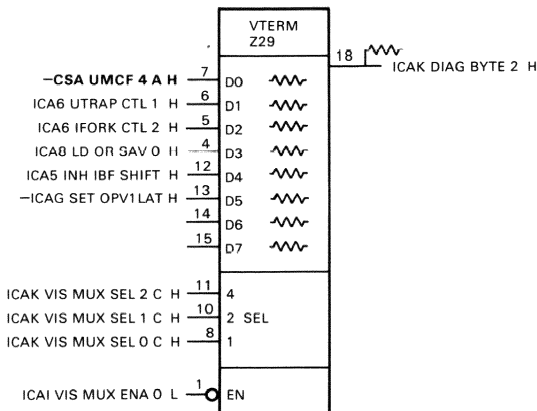 VTERM
Z29
18
ICAK DIAG BYTE 2 H
-CSA UMCF 4 A H 7 D0
ICA6 UTRAP CTL 1 H 6 D1
ICA6 IFORK CTL 2 H 5 D2
ICA8 LD OR SAV 0 H 4 D3
ICA5 INH IBF SHIFT H 12 D4
-ICAG SET OPV1LAT H 13 D5
14 D6
15 D7
ICAK VIS MUX SEL 2 C H 11 4
ICAK VIS MUX SEL 1 C H 10 2 SEL
ICAK VIS MUX SEL 0 C H 8 1
ICAI VIS MUX ENA 0 L 1 EN